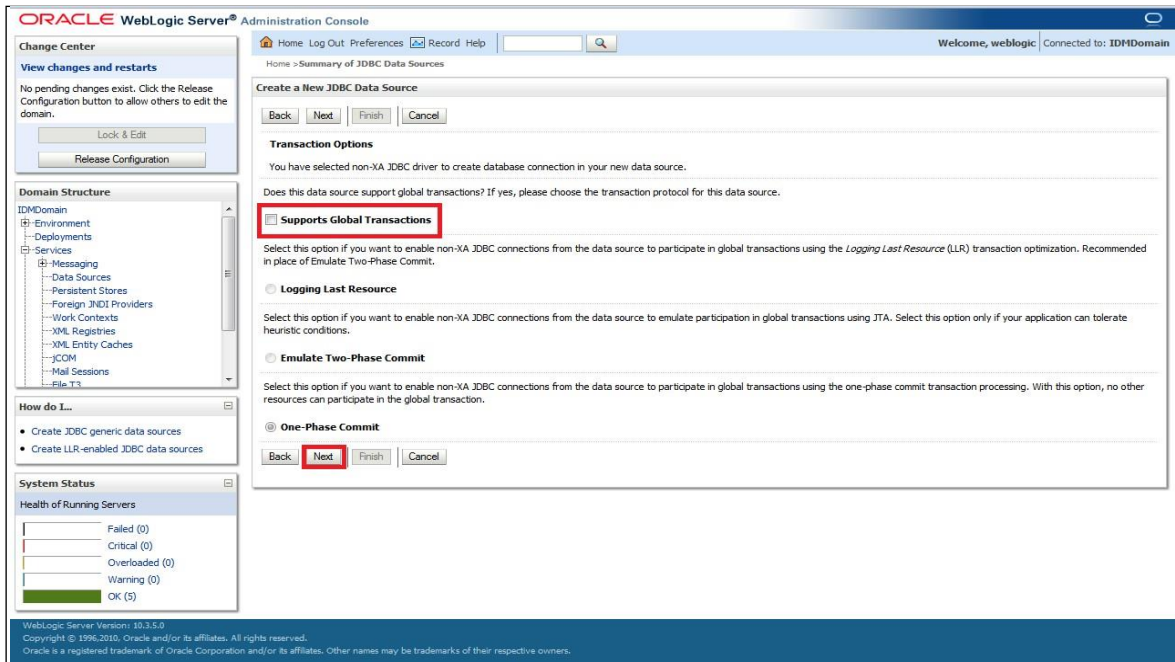 ORACLE WebLogic Server® Administration Console
Change Center
View changes and restarts
No pending changes exist. Click the Release
Configuration button to allow others to edit the
domain.
Lock & Edit
Release Configuration
Domain Structure
IDMDomain
Environment
Deployments
Services
Messaging
Data Sources
Persistent Stores
Foreign JNDI Providers
Work Contexts
XML Registries
XML Entity Caches
jCOM
Mail Sessions
File T3
How do I...
Create JDBC generic data sources
Create LLR-enabled JDBC data sources
System Status
Health of Running Servers
Failed (0)
Critical (0)
Overloaded (0)
Warning (0)
OK (5)
Home Log Out Preferences Record Help
Welcome, weblogic Connected to: IDMDomain
Home >Summary of JDBC Data Sources
Create a New JDBC Data Source
Back Next Finish Cancel
Transaction Options
You have selected non-XA JDBC driver to create database connection in your new data source.
Does this data source support global transactions? If yes, please choose the transaction protocol for this data source.
Supports Global Transactions
Select this option if you want to enable non-XA JDBC connections from the data source to participate in global transactions using the Logging Last Resource (LLR) transaction optimization. Recommended
in place of Emulate Two-Phase Commit.
Logging Last Resource
Select this option if you want to enable non-XA JDBC connections from the data source to emulate participation in global transactions using JTA. Select this option only if your application can tolerate
heuristic conditions.
Emulate Two-Phase Commit
Select this option if you want to enable non-XA JDBC connections from the data source to participate in global transactions using the one-phase commit transaction processing. With this option, no other
resources can participate in the global transaction.
One-Phase Commit
Back Next Finish Cancel
WebLogic Server Version: 10.3.5.0
Copyright © 1996,2010, Oracle and/or its affiliates. All rights reserved.
Oracle is a registered trademark of Oracle Corporation and/or its affiliates. Other names may be trademarks of their respective owners.